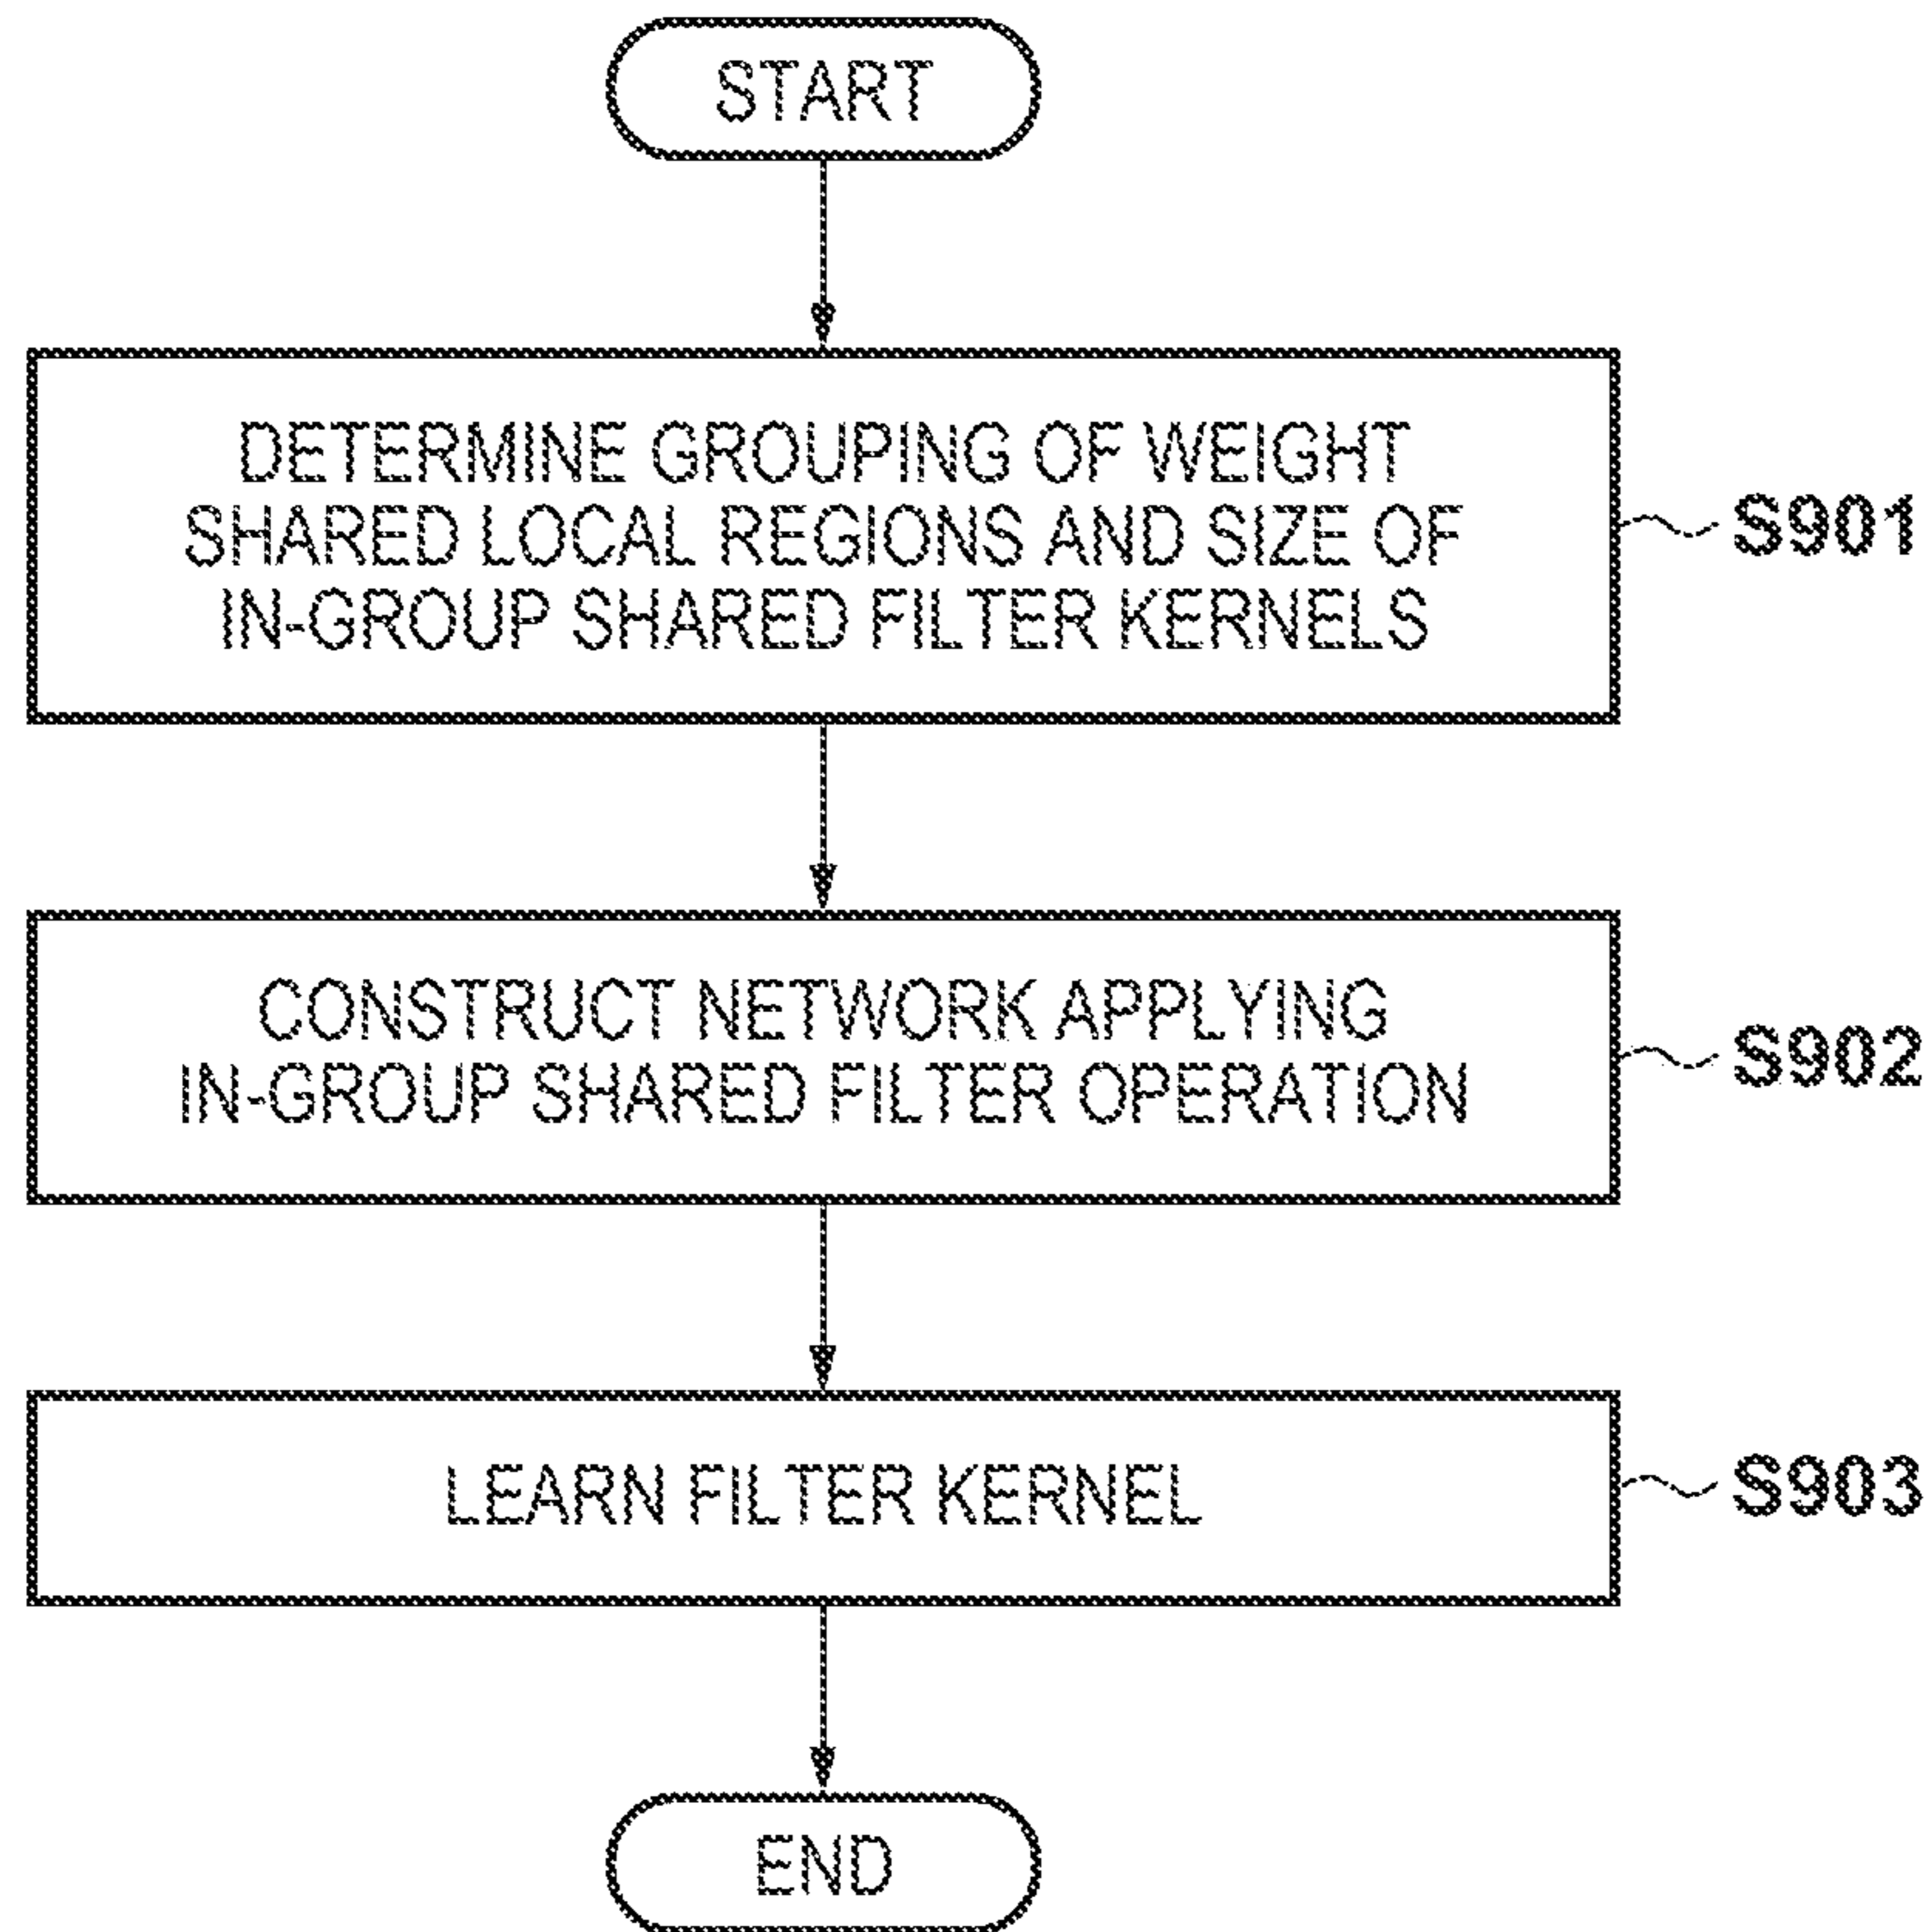 START
DETERMINE GROUPING OF WEIGHT
SHARED LOCAL REGIONS AND SIZE OF
IN-GROUP SHARED FILTER KERNELS
S901
CONSTRUCT NETWORK APPLYING
IN-GROUP SHARED FILTER OPERATION
S902
LEARN FILTER KERNEL
S903
END